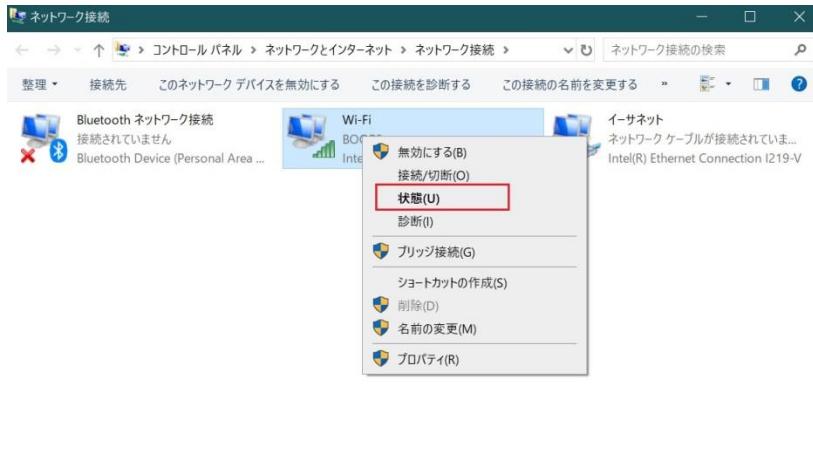 ネットワーク接続
コントロール パネル > ネットワークとインターネット > ネットワーク接続 >
ネットワーク接続の検索
整理 接続先 このネットワーク デバイスを無効にする この接続を診断する この接続の名前を変更する »
Bluetooth ネットワーク接続
接続されていません
Bluetooth Device (Personal Area ...
Wi-Fi
イーサネット
ネットワーク ケーブルが接続されていま...
Intel(R) Ethernet Connection I219-V
無効にする(B)
接続/切断(O)
状態(U)
診断(I)
ブリッジ接続(G)
ショートカットの作成(S)
削除(D)
名前の変更(M)
プロパティ(R)